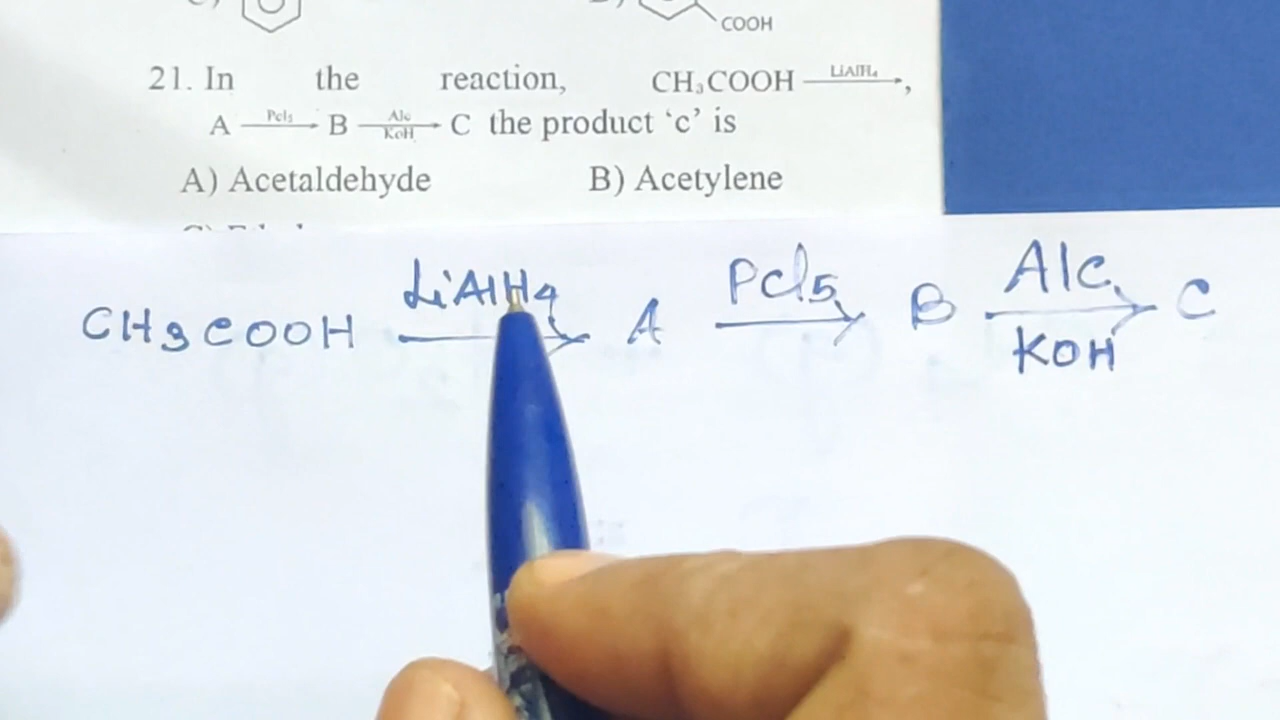 COOH
21. In the reaction, CH₃COOH LiAlH₄ ,
A Pcl₅ B Alc KoH C the product ‘c’ is
A) Acetaldehyde B) Acetylene
CH3COOH LiAlH4 A PCl5 B Alc. KOH C